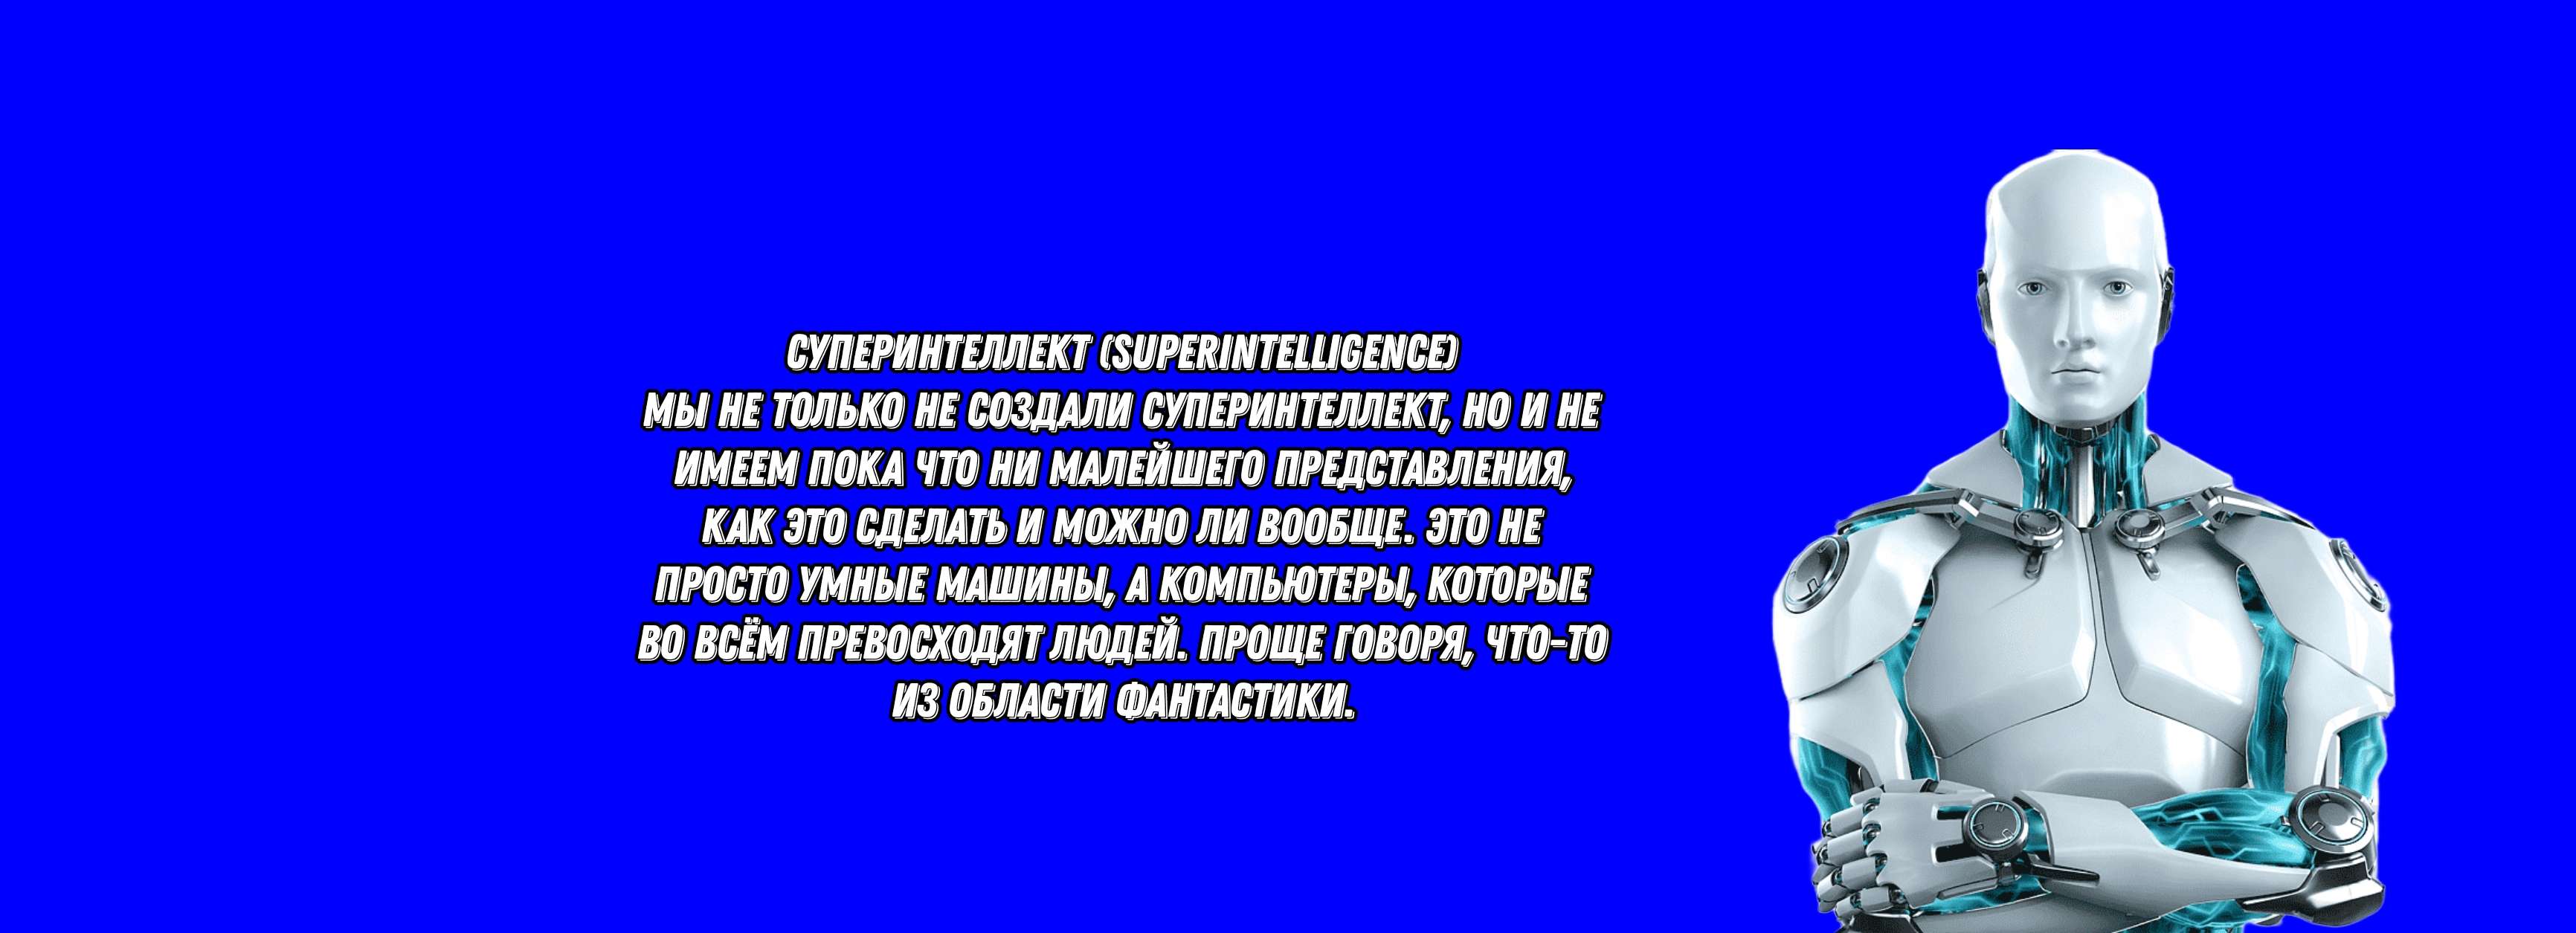 СУПЕРИНТЕЛЛЕКТ (SUPERINTELLIGENCE)
МЫ НЕ ТОЛЬКО НЕ СОЗДАЛИ СУПЕРИНТЕЛЛЕКТ, НО И НЕ
ИМЕЕМ ПОКА ЧТО НИ МАЛЕЙШЕГО ПРЕДСТАВЛЕНИЯ,
КАК ЭТО СДЕЛАТЬ И МОЖНО ЛИ ВООБЩЕ. ЭТО НЕ
ПРОСТО УМНЫЕ МАШИНЫ, А КОМПЬЮТЕРЫ, КОТОРЫЕ
ВО ВСЁМ ПРЕВОСХОДЯТ ЛЮДЕЙ. ПРОЩЕ ГОВОРЯ, ЧТО-ТО
ИЗ ОБЛАСТИ ФАНТАСТИКИ.